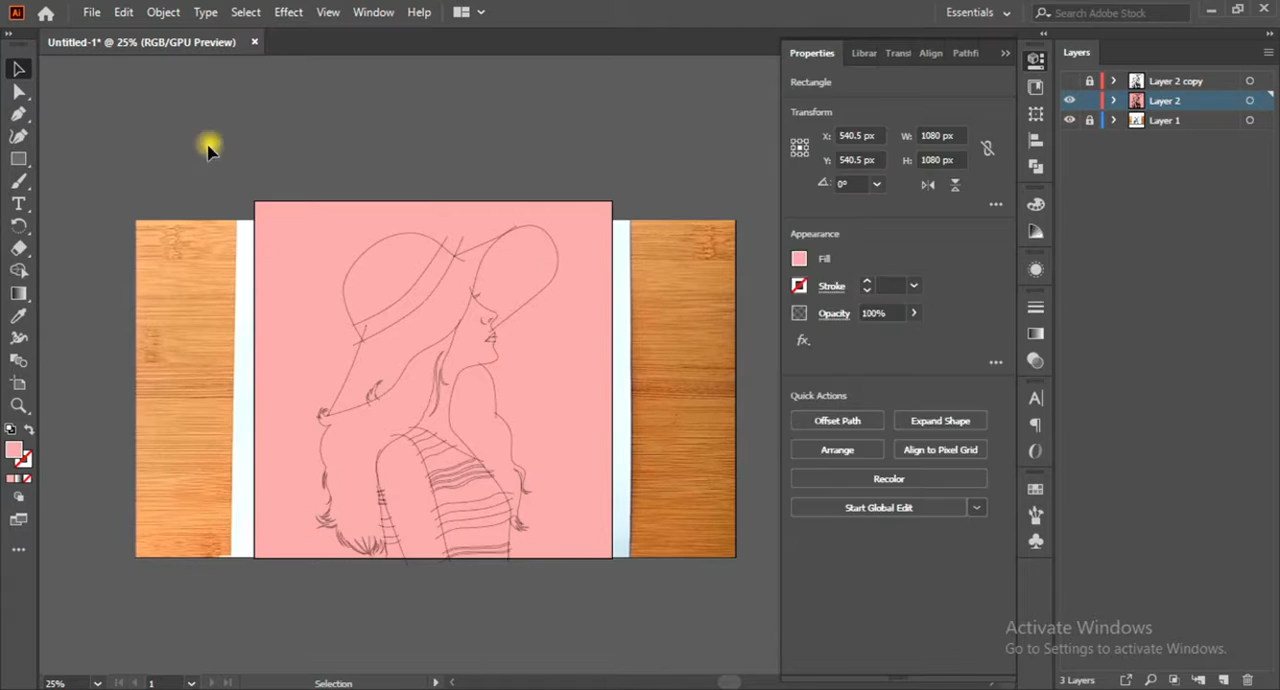 Ai File Edit Object Type Select Effect View Window Help Essentials Search Adobe Stock
Untitled-1* @ 25% (RGB/GPU Preview)
Properties Librar Transf Align Pathfi
Layers
Rectangle
Layer 2 copy
Layer 2
Layer 1
Transform
X: 540.5 px W: 1080 px
Y: 540.5 px H: 1080 px
0°
Appearance
Fill
Stroke
Opacity 100%
fx.
Quick Actions
Offset Path Expand Shape
Arrange Align to Pixel Grid
Recolor
Start Global Edit
Activate Windows
Go to Settings to activate Windows.
25% 1 Selection 3 Layers